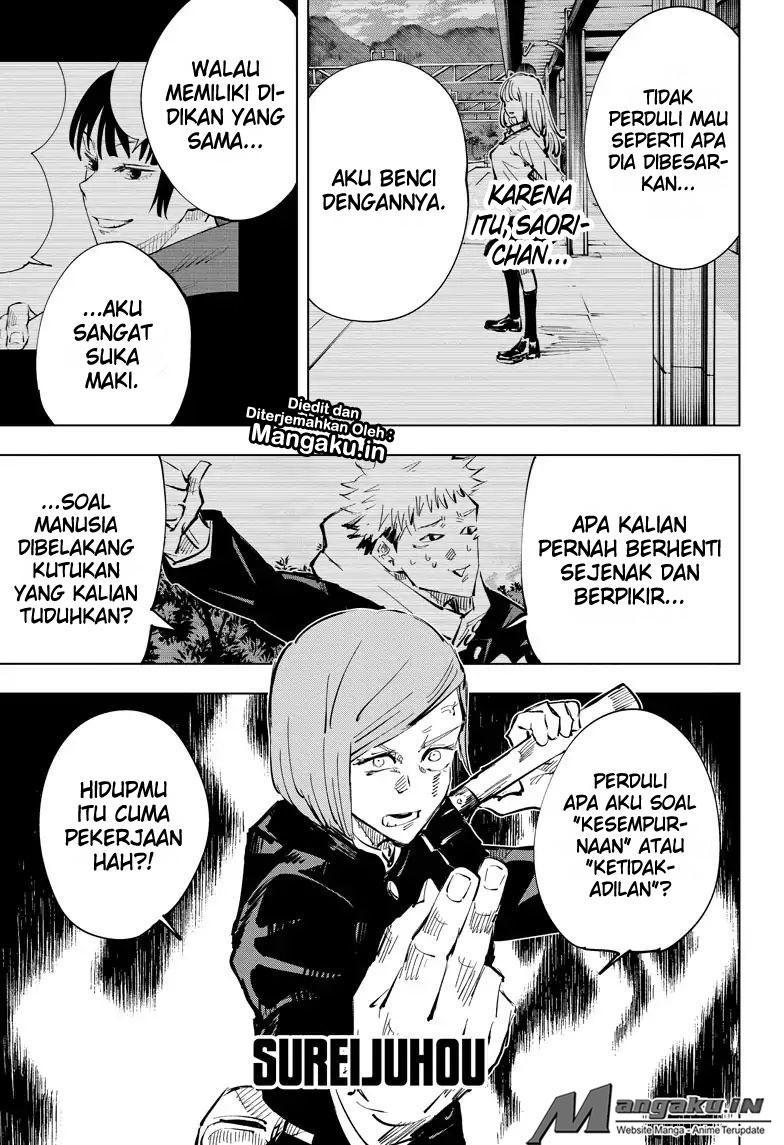 TIDAK
PERDULI MAU
SEPERTI APA
DIA DIBESAR-
KAN...
KARENA
ITU, SAORI-
CHAN...
AKU BENCI
DENGANNYA.
WALAU
MEMILIKI DI-
DIKAN YANG
SAMA...
...AKU
SANGAT
SUKA
MAKI.
Diedit dan
Diterjemahkan Oleh :
Mangaku.in
APA KALIAN
PERNAH BERHENTI
SEJENAK DAN
BERPIKIR...
...SOAL
MANUSIA
DIBELAKANG
KUTUKAN
YANG KALIAN
TUDUHKAN?
PERDULI
APA AKU SOAL
"KESEMPUR-
NAAN" ATAU
"KETIDAK-
ADILAN"?
HIDUPMU
ITU CUMA
PEKERJAAN
HAH?!
SUREIJUHOU
Mangaku.IN
Website Manga - Anime Terupdate